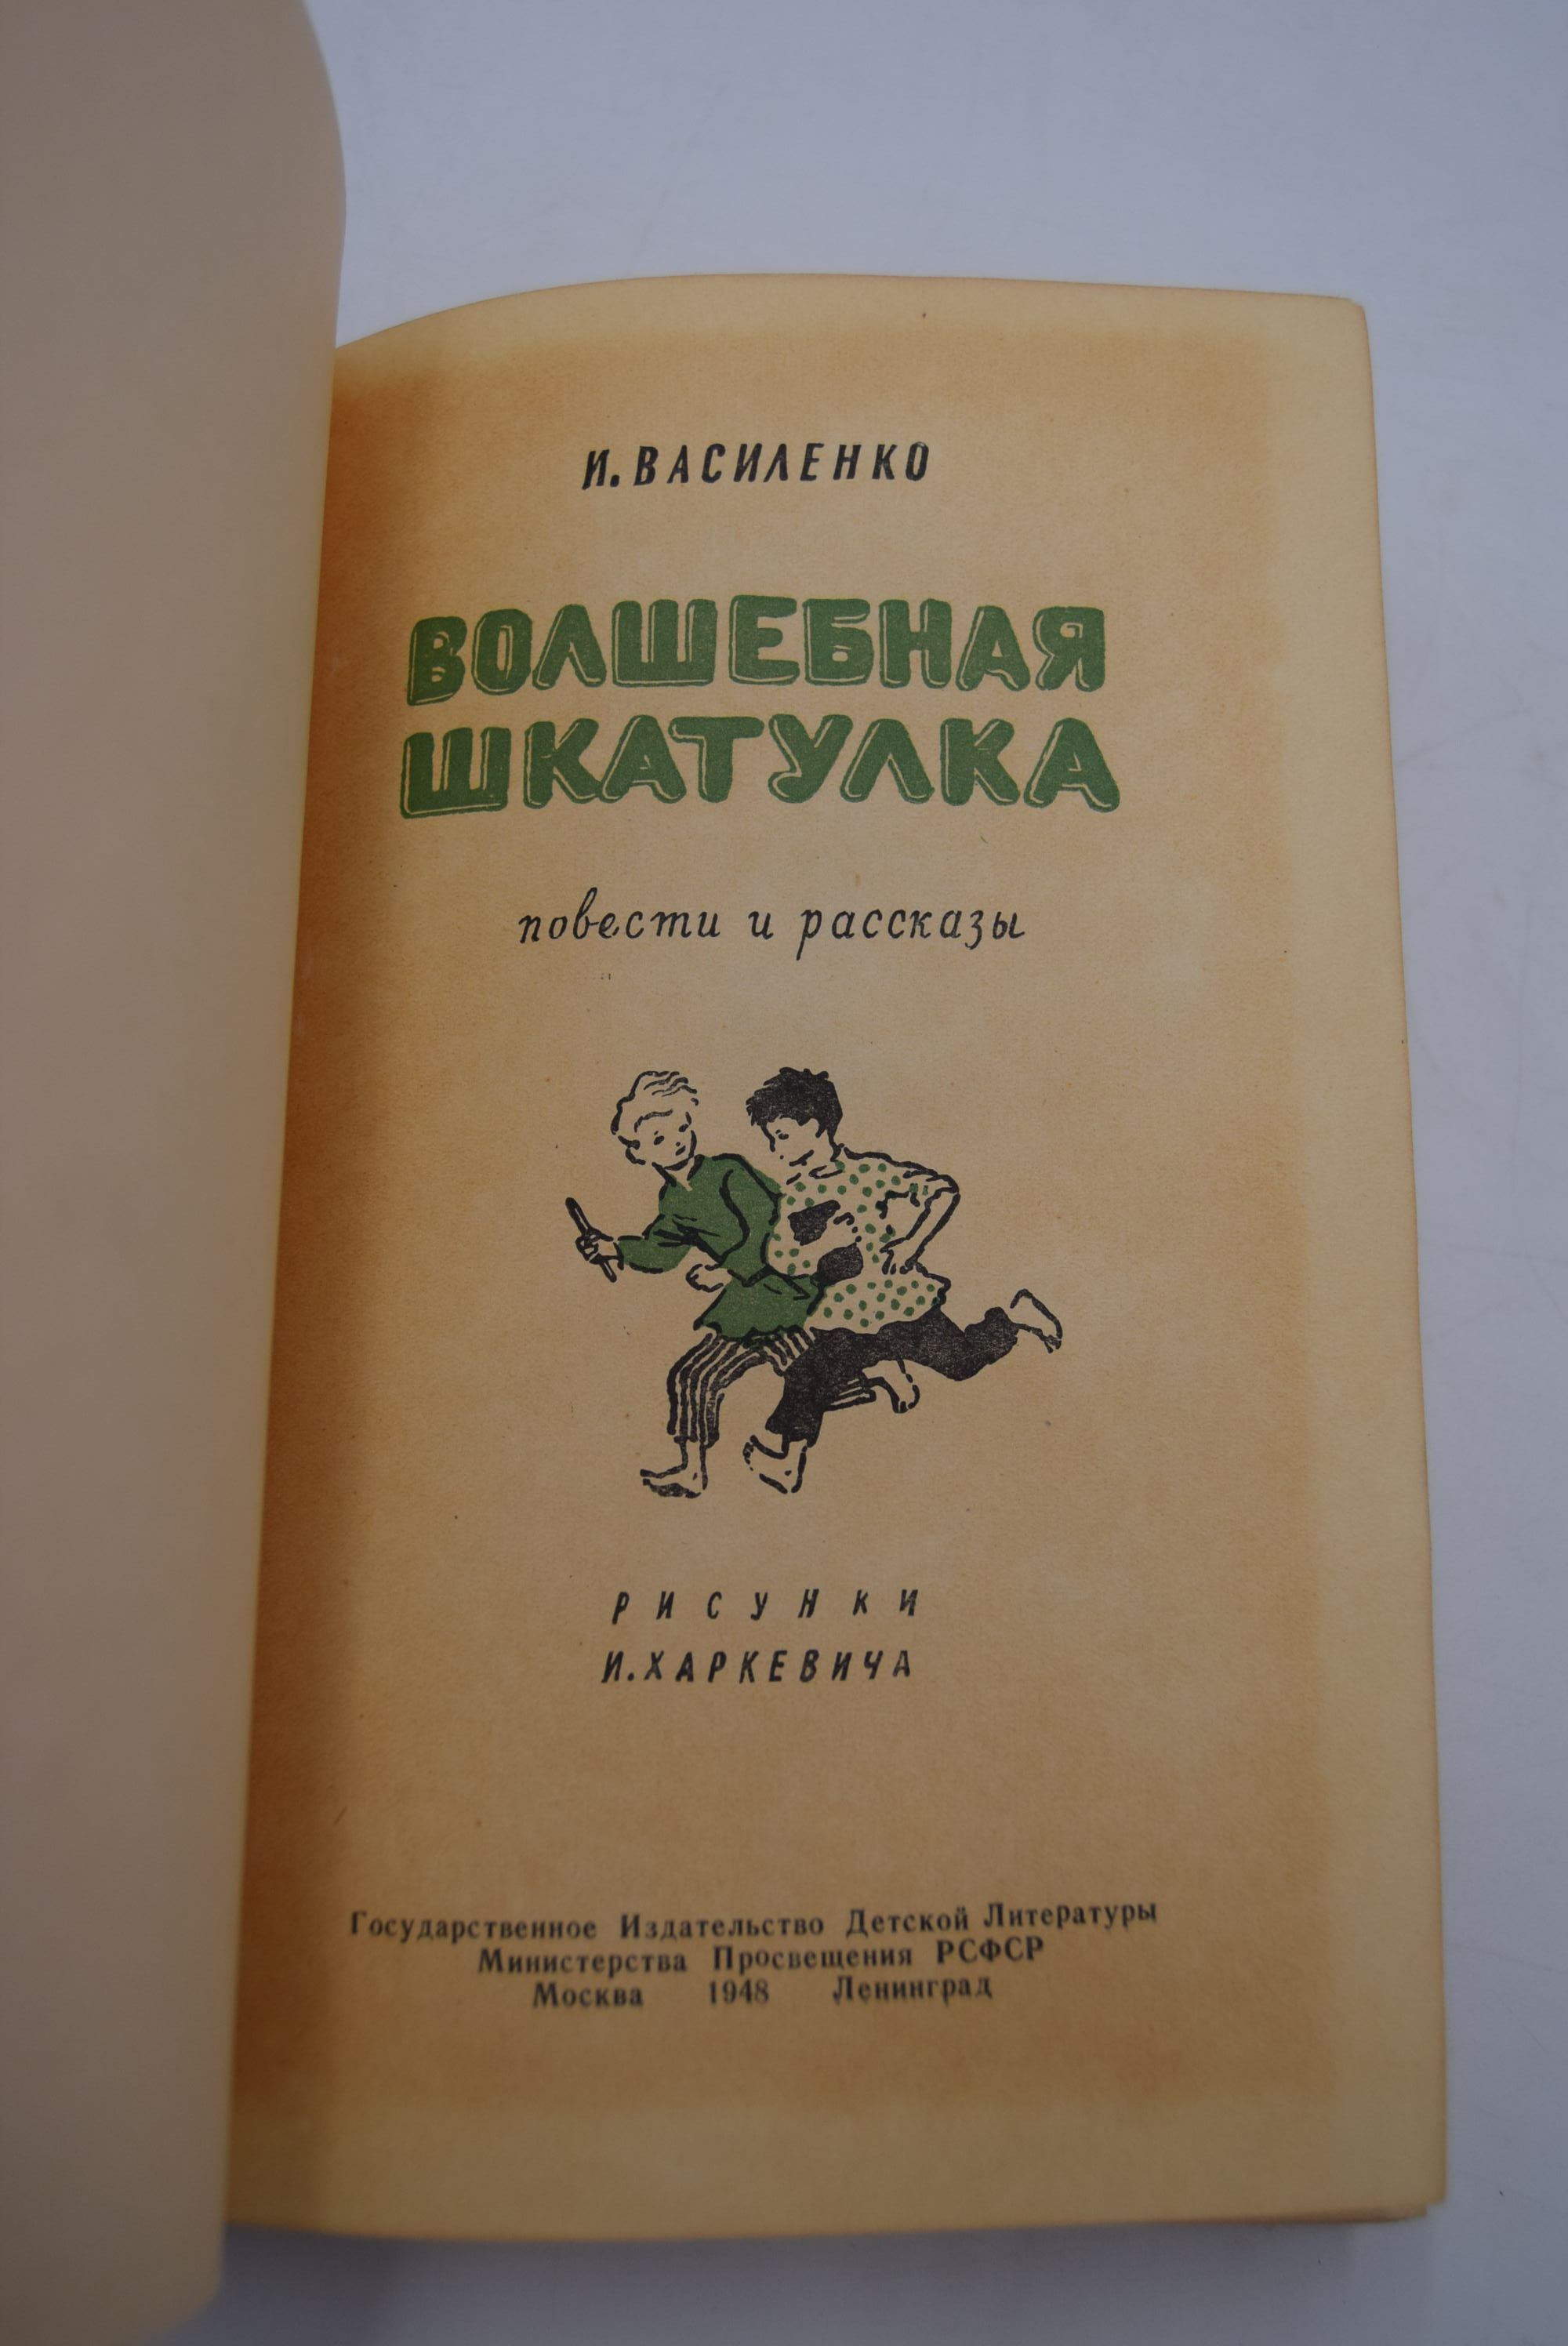 И. ВАСИЛЕНКО
ВОЛШЕБНАЯ
ШКАТУЛКА
повести и рассказы
РИСУНКИ
И. ХАРКЕВИЧА
Государственное Издательство Детской Литературы
Министерства Просвещения РСФСР
Москва 1948 Ленинград